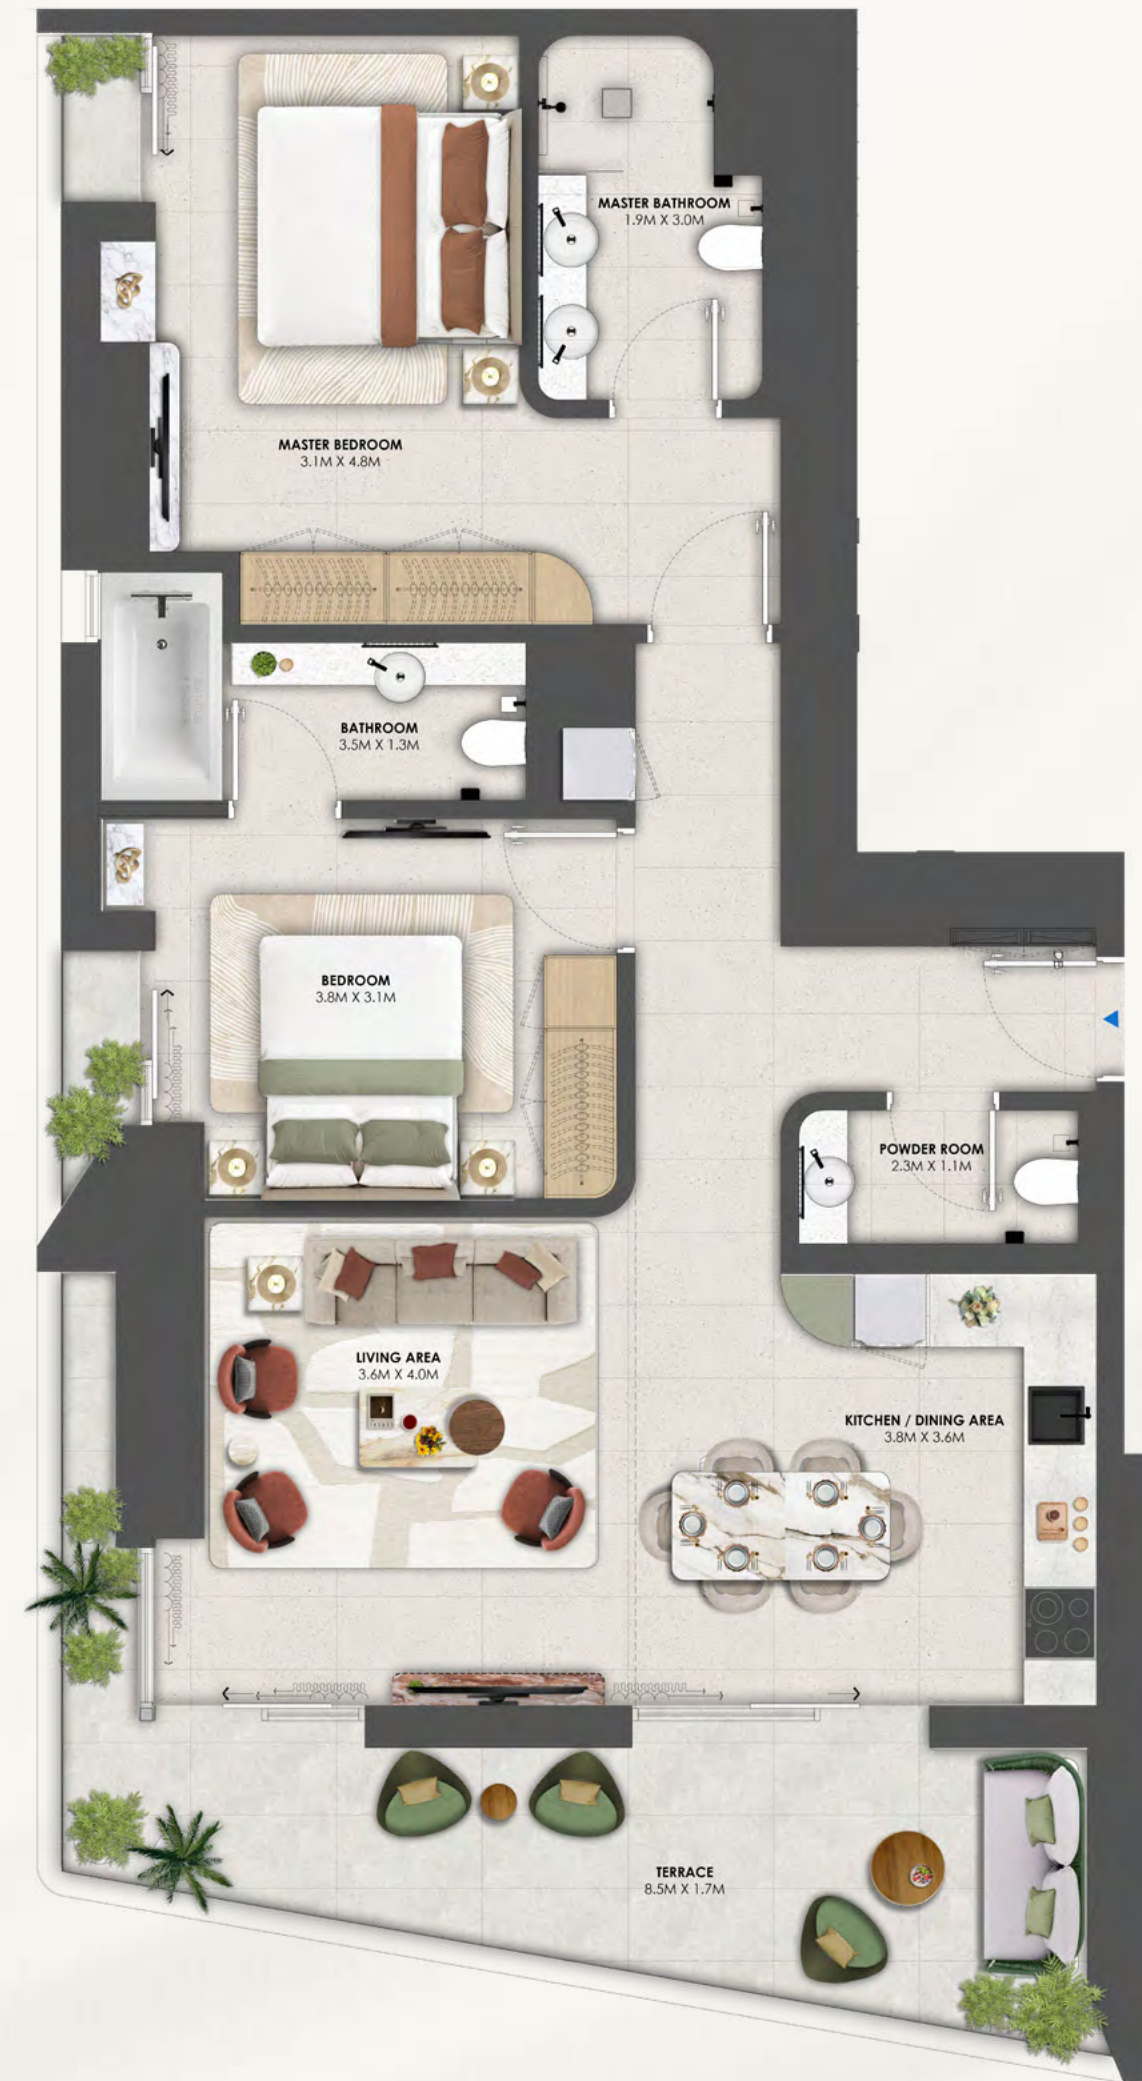 MASTER BATHROOM
1.9M X 3.0M
MASTER BEDROOM
3.1M X 4.8M
BATHROOM
3.5M X 1.3M
BEDROOM
3.8M X 3.1M
POWDER ROOM
2.3M X 1.1M
LIVING AREA
3.6M X 4.0M
KITCHEN / DINING AREA
3.8M X 3.6M
TERRACE
8.5M X 1.7M